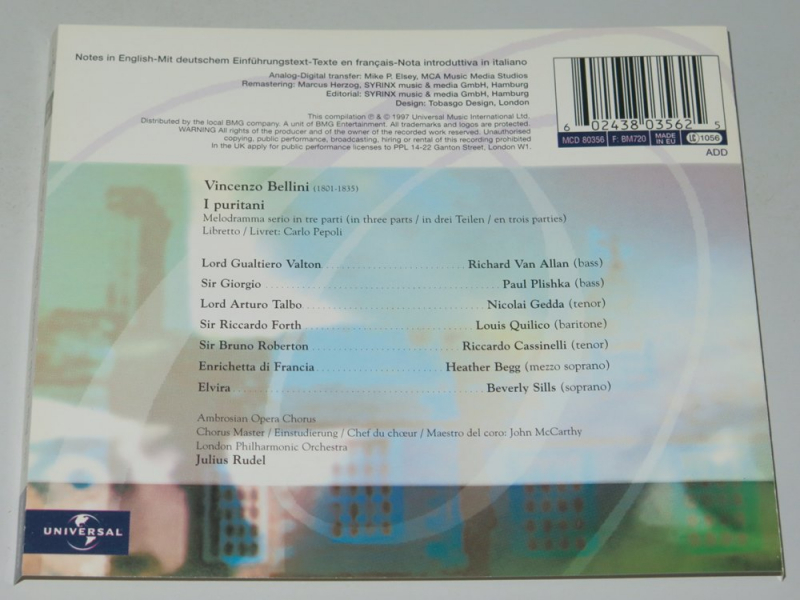 Notes in English-Mit deutschem Einführungstext-Texte en français-Nota introduttiva in italiano
Analog-Digital transfer: Mike P. Elsey, MCA Music Media Studios
Remastering: Marcus Herzog, SYRINX music & media GmbH, Hamburg
Editorial: SYRINX music & media GmbH, Hamburg
Design: Tobasgo Design, London
This compilation ℗ & © 1997 Universal Music International Ltd.
Distributed by the local BMG company. A unit of BMG Entertainment. All trademarks and logos are protected.
WARNING All rights of the producer and of the owner of the recorded work reserved. Unauthorised
copying, public performance, broadcasting, hiring or rental of this recording prohibited
In the UK apply for public performance licenses to PPL 14-22 Ganton Street, London W1.
6 02438 03562 5
MCD 80356 F: BM720 MADE IN EU LC 1056
ADD
Vincenzo Bellini (1801-1835)
I puritani
Melodramma serio in tre parti (in three parts / in drei Teilen / en trois parties)
Libretto / Livret: Carlo Pepoli
Lord Gualtiero Valton Richard Van Allan (bass)
Sir Giorgio Paul Plishka (bass)
Lord Arturo Talbo Nicolai Gedda (tenor)
Sir Riccardo Forth Louis Quilico (baritone)
Sir Bruno Roberton Riccardo Cassinelli (tenor)
Enrichetta di Francia Heather Begg (mezzo soprano)
Elvira Beverly Sills (soprano)
Ambrosian Opera Chorus
Chorus Master / Einstudierung / Chef du chœur / Maestro del coro: John McCarthy
London Philharmonic Orchestra
Julius Rudel
UNIVERSAL